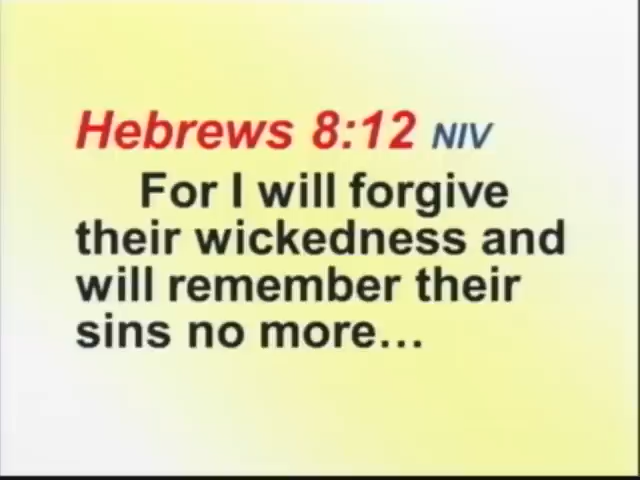 Hebrews 8:12 NIV
For I will forgive
their wickedness and
will remember their
sins no more...